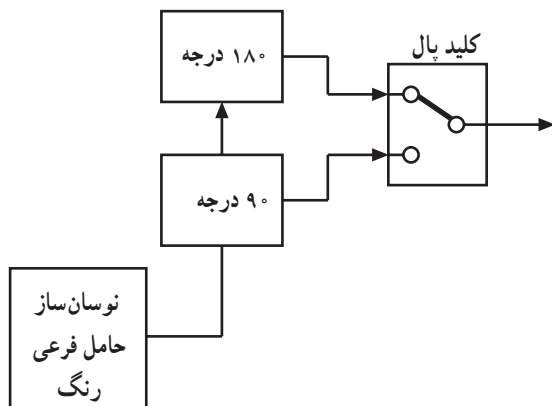 کلید پال
۱۸۰ درجه
۹۰ درجه
نوسان‌ساز
حامل فرعی
رنگ